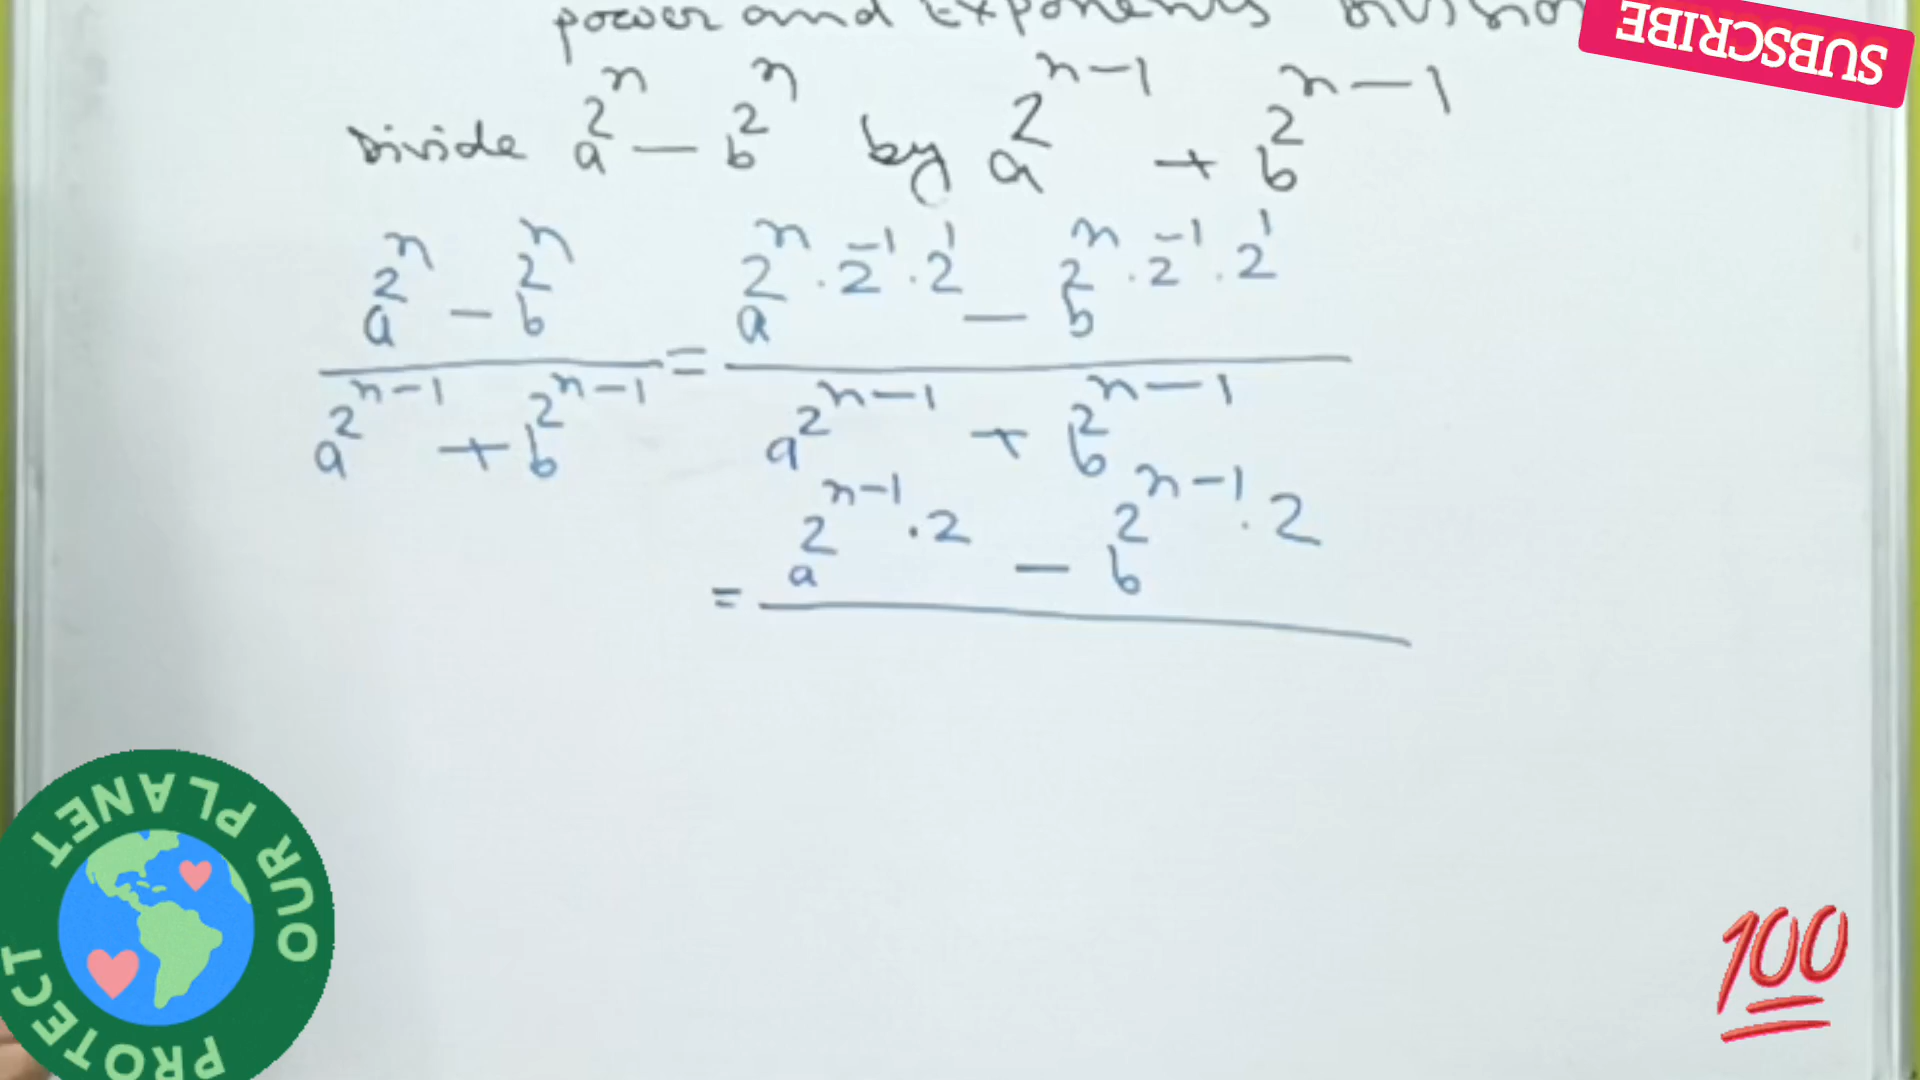 power and Exponents Division
SUBSCRIBE
Divide a^2^n − b^2^n by a^2^(n−1) + b^2^(n−1)
(a^2^n − b^2^n) / (a^2^(n−1) + b^2^(n−1)) = (a^(2^n · 2^−1 · 2^1) − b^(2^n · 2^−1 · 2^1)) / (a^2^(n−1) + b^2^(n−1))
= a^(2^(n−1) · 2) − b^(2^(n−1) · 2)
PROTECT OUR PLANET
100